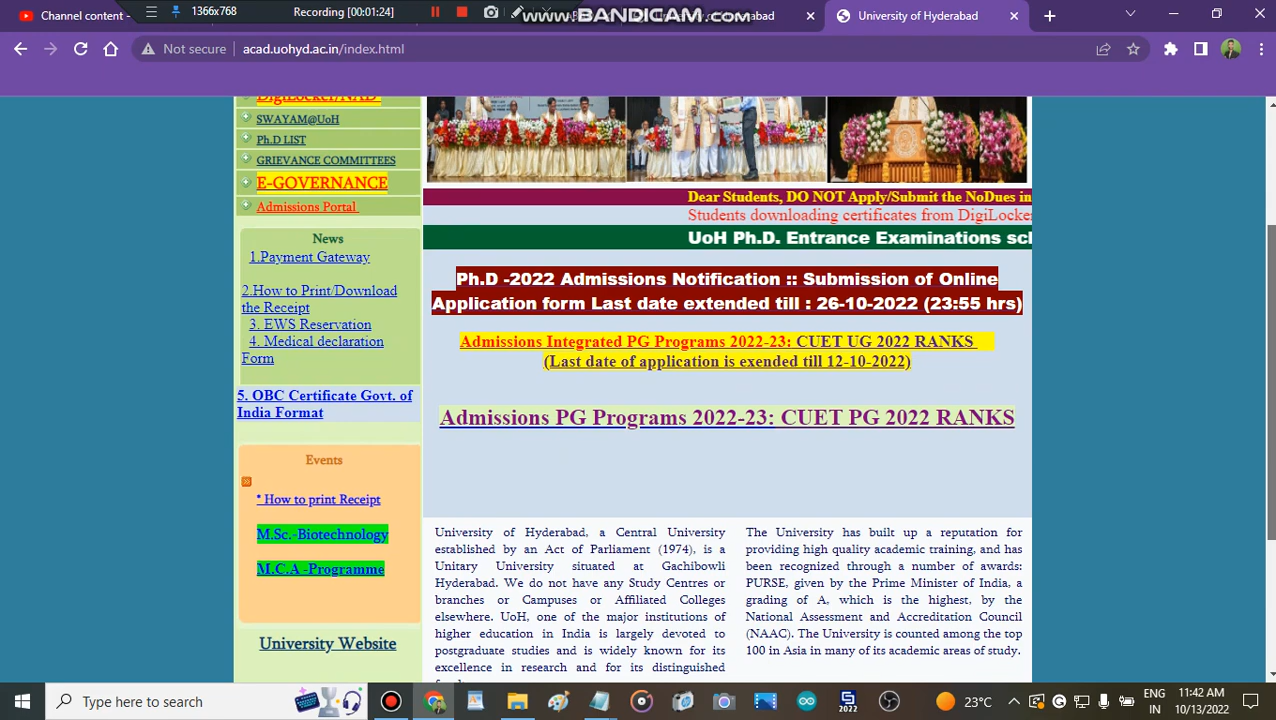 Channel content - You
1366x768
Recording [00:01:24]
www.BANDICAM.com
University of Hyderabad
Not secure acad.uohyd.ac.in/index.html
DigiLocker/NAD
SWAYAM@UoH
Ph.D LIST
GRIEVANCE COMMITTEES
E-GOVERNANCE
Admissions Portal
News
1.Payment Gateway
2.How to Print/Download
the Receipt
3. EWS Reservation
4. Medical declaration
Form
5. OBC Certificate Govt. of
India Format
Events
* How to print Receipt
M.Sc.-Biotechnology
M.C.A -Programme
University Website
Dear Students, DO NOT Apply/Submit the NoDues in
Students downloading certificates from DigiLocker
UoH Ph.D. Entrance Examinations sch
Ph.D -2022 Admissions Notification :: Submission of Online
Application form Last date extended till : 26-10-2022 (23:55 hrs)
Admissions Integrated PG Programs 2022-23: CUET UG 2022 RANKS
(Last date of application is exended till 12-10-2022)
Admissions PG Programs 2022-23: CUET PG 2022 RANKS
University of Hyderabad, a Central University
established by an Act of Parliament (1974), is a
Unitary University situated at Gachibowli
Hyderabad. We do not have any Study Centres or
branches or Campuses or Affiliated Colleges
elsewhere. UoH, one of the major institutions of
higher education in India is largely devoted to
postgraduate studies and is widely known for its
excellence in research and for its distinguished
The University has built up a reputation for
providing high quality academic training, and has
been recognized through a number of awards:
PURSE, given by the Prime Minister of India, a
grading of A, which is the highest, by the
National Assessment and Accreditation Council
(NAAC). The University is counted among the top
100 in Asia in many of its academic areas of study.
Type here to search
2022
23°C
ENG
IN
11:42 AM
10/13/2022